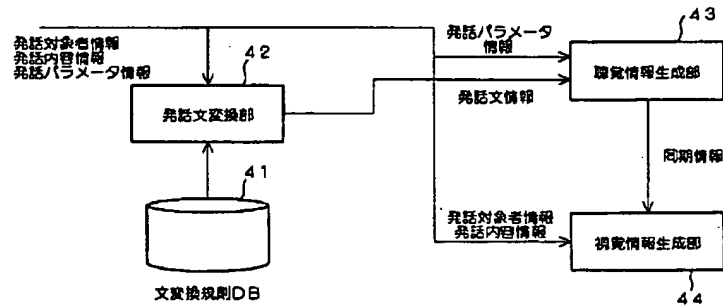 発話対象者情報
発話内容情報
発話パラメータ情報
42
発話文変換部
41
文変換規則DB
発話パラメータ
情報
発話文情報
43
聴覚情報生成部
同期情報
発話対象者情報
発話内容情報
視覚情報生成部
44